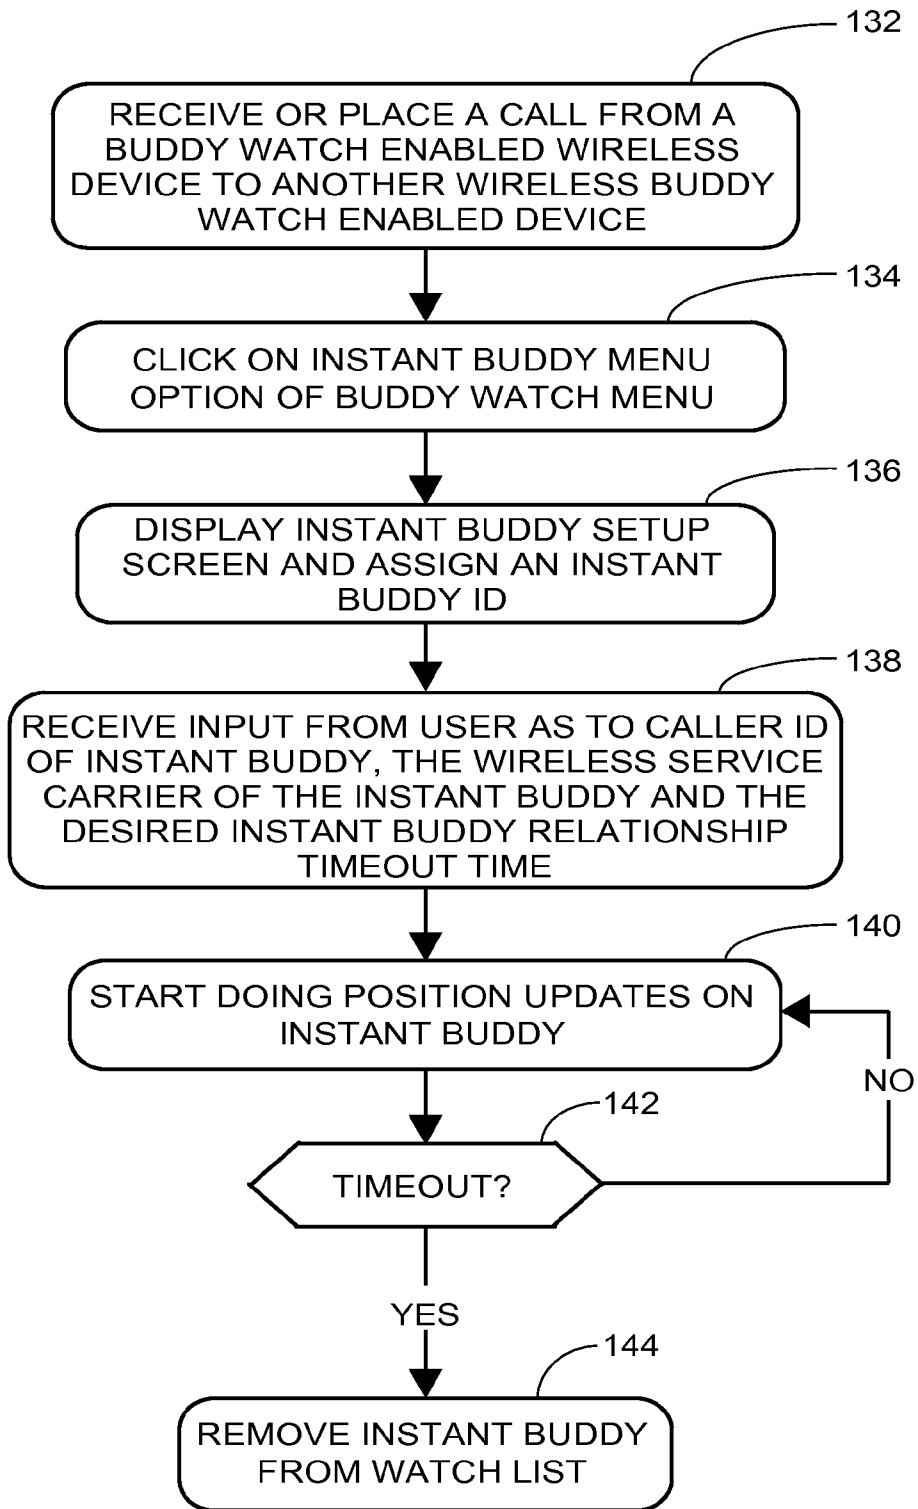 132
RECEIVE OR PLACE A CALL FROM A
BUDDY WATCH ENABLED WIRELESS
DEVICE TO ANOTHER WIRELESS BUDDY
WATCH ENABLED DEVICE
134
CLICK ON INSTANT BUDDY MENU
OPTION OF BUDDY WATCH MENU
136
DISPLAY INSTANT BUDDY SETUP
SCREEN AND ASSIGN AN INSTANT
BUDDY ID
138
RECEIVE INPUT FROM USER AS TO CALLER ID
OF INSTANT BUDDY, THE WIRELESS SERVICE
CARRIER OF THE INSTANT BUDDY AND THE
DESIRED INSTANT BUDDY RELATIONSHIP
TIMEOUT TIME
140
START DOING POSITION UPDATES ON
INSTANT BUDDY
NO
142
TIMEOUT?
YES
144
REMOVE INSTANT BUDDY
FROM WATCH LIST